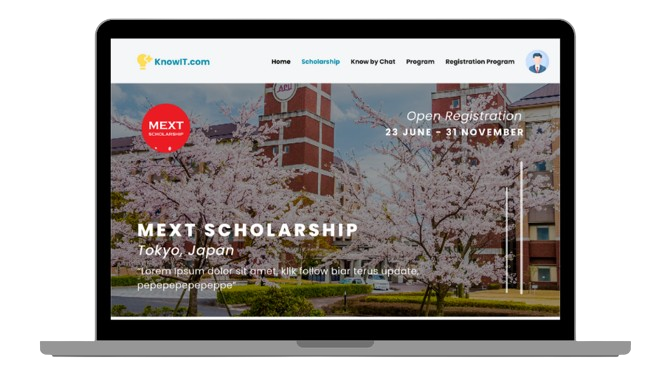 KnowIT.com
Home Scholarship Know by Chat Program Registration Program
APU
MEXT
SCHOLARSHIP
Open Registration
23 JUNE - 31 NOVEMBER
MEXT SCHOLARSHIP
Tokyo, Japan
"Lorem ipsum dolor sit amet, klik follow biar terus update,
pepepepepepeppe"